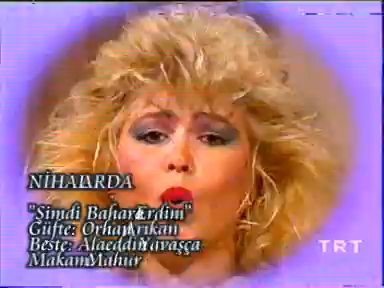 NİHAL ARDA
"Şimdi Bahar Erdim"
Güfte: Orhan Arıkan
Beste: Alaeddin Yavaşça
Makam: Mahur
TRT